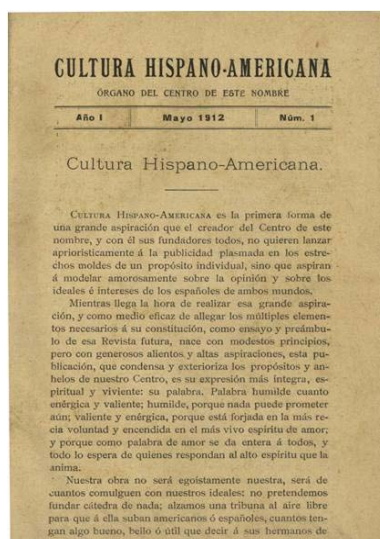 CULTURA HISPANO-AMERICANA
ÓRGANO DEL CENTRO DE ESTE NOMBRE
Año I Mayo 1912 Núm. 1
Cultura Hispano-Americana.
CULTURA HISPANO-AMERICANA es la primera forma de
una grande aspiración que el creador del Centro de este
nombre, y con él sus fundadores todos, no quieren lanzar
apriorísticamente á la publicidad plasmada en los estre-
chos moldes de un propósito individual, sino que aspiran
á modelar amorosamente sobre la opinión y sobre los
ideales é intereses de los españoles de ambos mundos.
Mientras llega la hora de realizar esa grande aspira-
ción, y como medio eficaz de allegar los múltiples elemen-
tos necesarios á su constitución, como ensayo y preámbu-
lo de esa Revista futura, nace con modestos principios,
pero con generosos alientos y altas aspiraciones, esta pu-
blicación, que condensa y exterioriza los propósitos y an-
helos de nuestro Centro, es su expresión más íntegra, es-
piritual y viviente: su palabra. Palabra humilde cuanto
enérgica y valiente; humilde, porque nada puede prometer
aún; valiente y enérgica, porque está forjada en la más re-
cia voluntad y encendida en el más vivo espíritu de amor;
y porque como palabra de amor se da entera á todos, y
todo lo espera de quienes respondan al alto espíritu que la
anima.
Nuestra obra no será egoistamente nuestra, será de
cuantos comulguen con nuestros ideales: no pretendemos
fundar cátedra de nada; alzamos una tribuna al aire libre
para que á ella suban americanos ó españoles, cuantos ten-
gan algo bueno, bello ó útil que decir á sus hermanos de